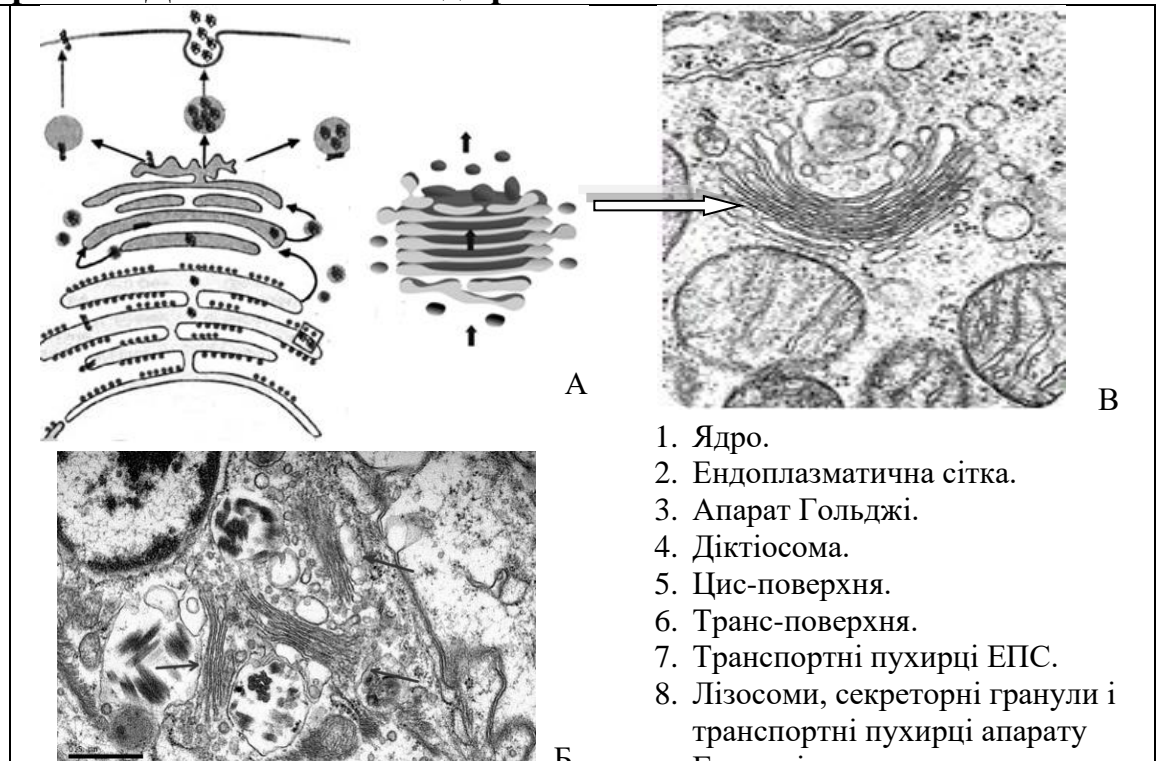 А
В
1. Ядро.
2. Ендоплазматична сітка.
3. Апарат Гольджі.
4. Діктіосома.
5. Цис-поверхня.
6. Транс-поверхня.
7. Транспортні пухирці ЕПС.
8. Лізосоми, секреторні гранули і
транспортні пухирці апарату
Б